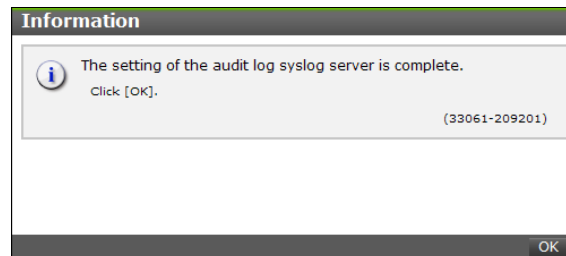 Information
The setting of the audit log syslog server is complete.
Click [OK].
(33061-209201)
OK